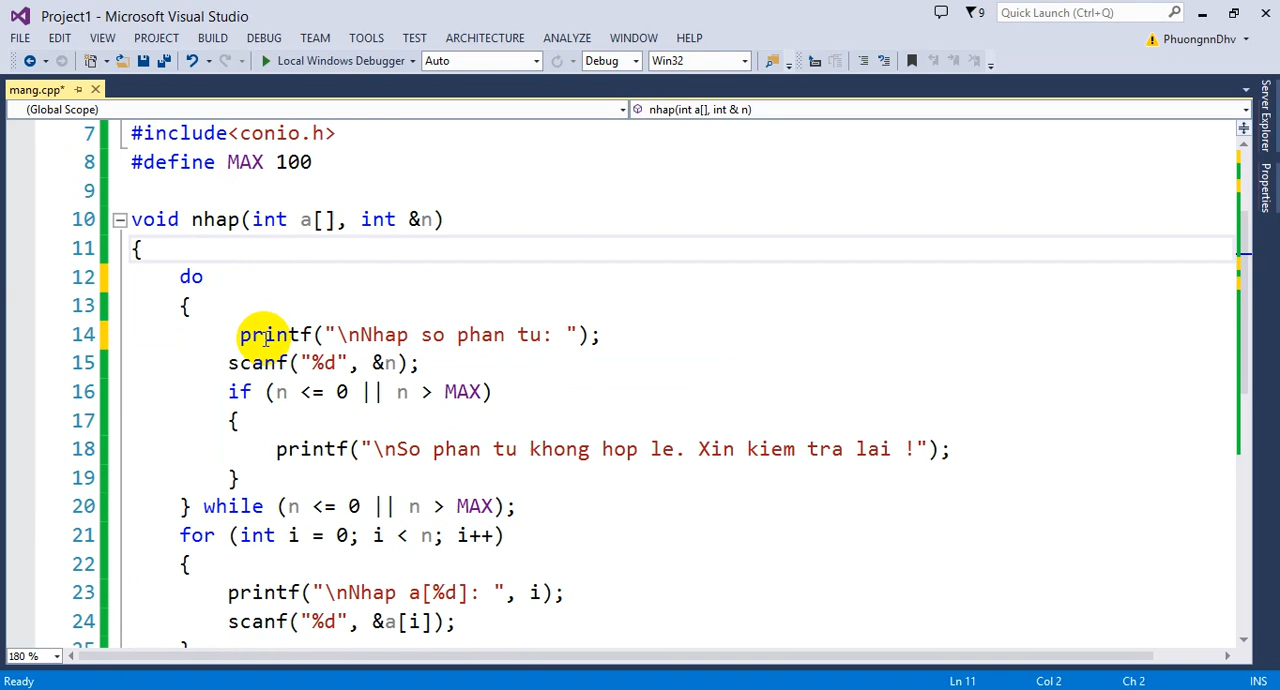 Project1 - Microsoft Visual Studio
9
Quick Launch (Ctrl+Q)
FILE EDIT VIEW PROJECT BUILD DEBUG TEAM TOOLS TEST ARCHITECTURE ANALYZE WINDOW HELP
PhuongnnDhv
Local Windows Debugger Auto Debug Win32
mang.cpp*
(Global Scope) nhap(int a[], int & n)
7 #include<conio.h>
8 #define MAX 100
9
10 void nhap(int a[], int &n)
11 {
12 do
13 {
14 printf("\nNhap so phan tu: ");
15 scanf("%d", &n);
16 if (n <= 0 || n > MAX)
17 {
18 printf("\nSo phan tu khong hop le. Xin kiem tra lai !");
19 }
20 } while (n <= 0 || n > MAX);
21 for (int i = 0; i < n; i++)
22 {
23 printf("\nNhap a[%d]: ", i);
24 scanf("%d", &a[i]);
25 }
Server Explorer
Properties
180 %
Ready Ln 11 Col 2 Ch 2 INS